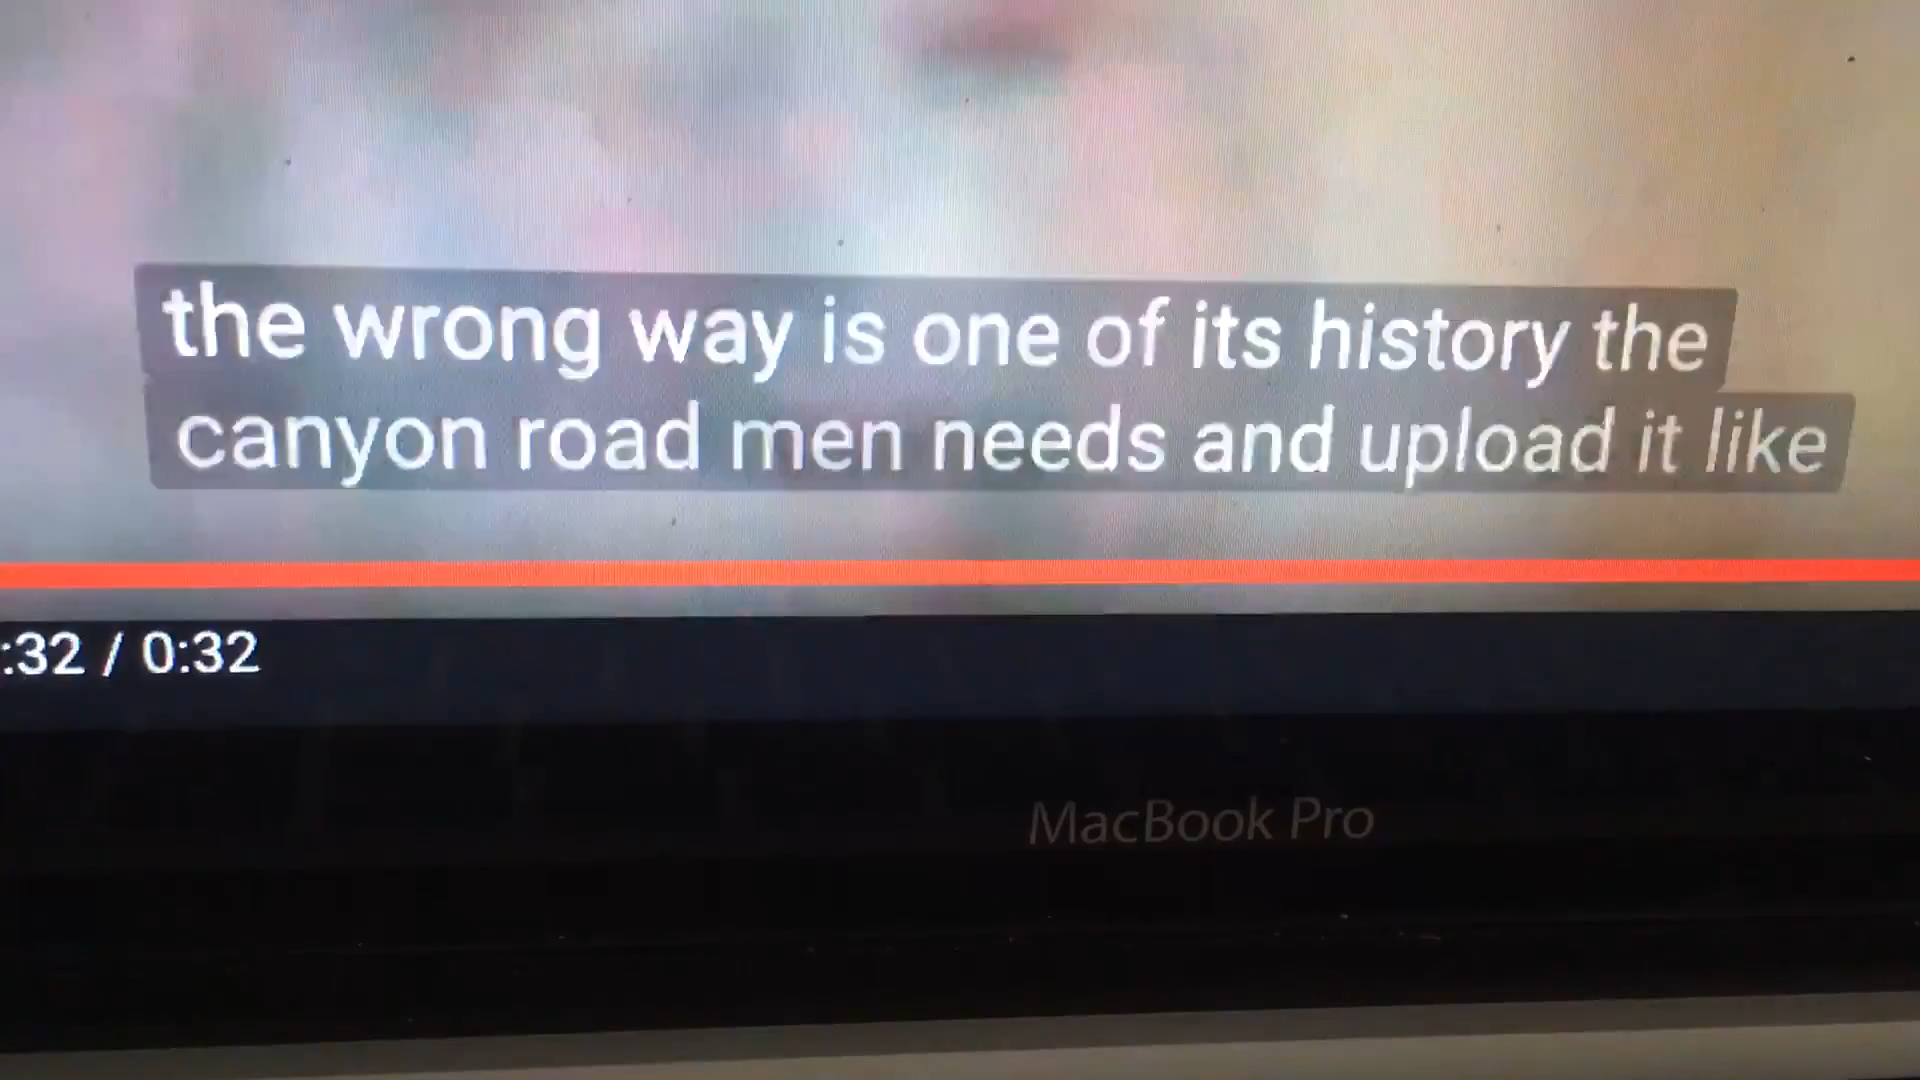 the wrong way is one of its history the
canyon road men needs and upload it like
:32 / 0:32
MacBook Pro